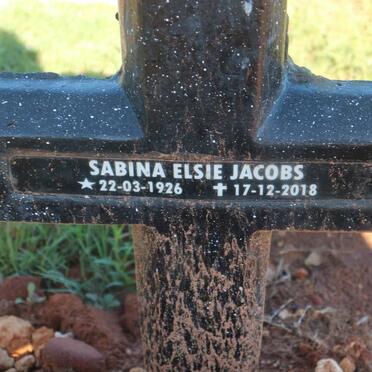 SABINA ELSIE JACOBS
★ 22-03-1926 ✝ 17-12-2018